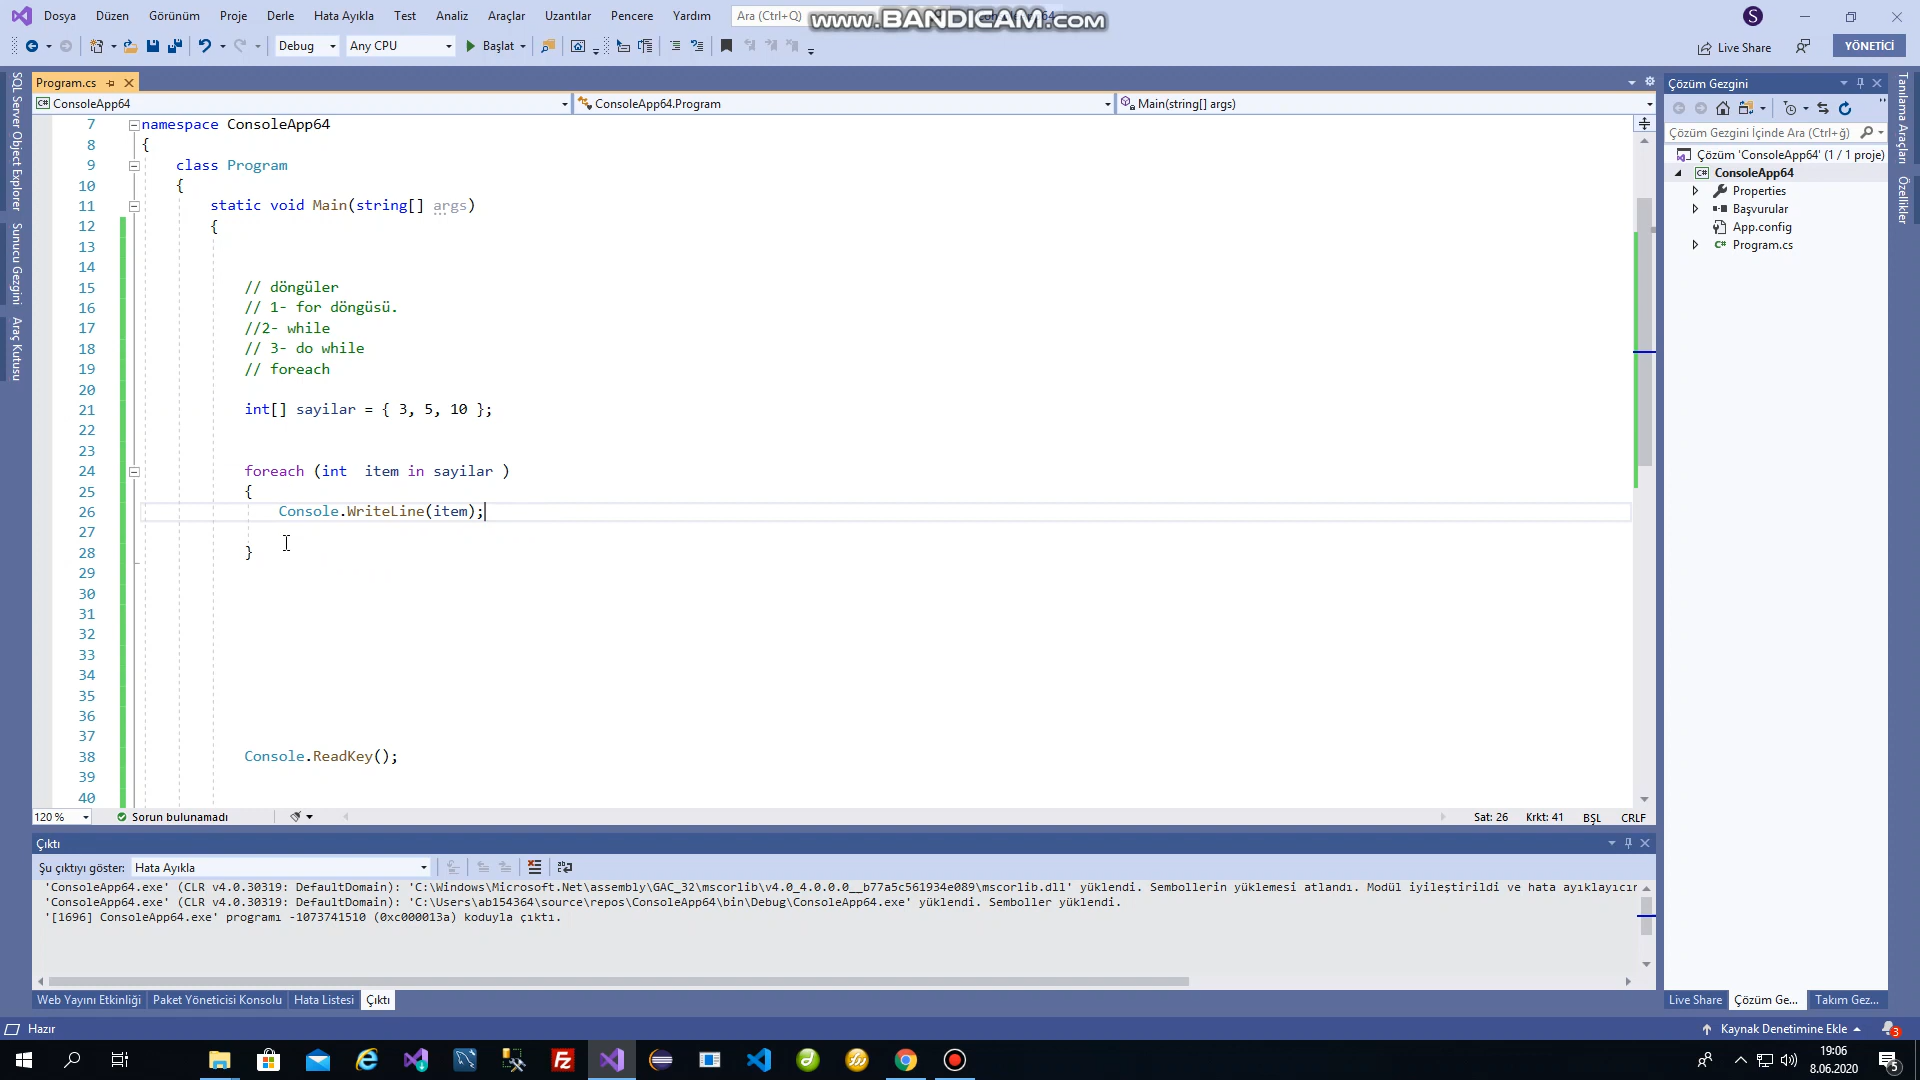 Dosya Düzen Görünüm Proje Derle Hata Ayıkla Test Analiz Araçlar Uzantılar Pencere Yardım Ara (Ctrl+Q) www.BANDICAM.com S
Debug Any CPU Başlat Live Share YÖNETİCİ
Program.cs
ConsoleApp64 ConsoleApp64.Program Main(string[] args)
SQL Server Object Explorer
Sunucu Gezgini
Araç Kutusu
7 namespace ConsoleApp64
8 {
9 class Program
10 {
11 static void Main(string[] args)
12 {
13
14
15 // döngüler
16 // 1- for döngüsü.
17 //2- while
18 // 3- do while
19 // foreach
20
21 int[] sayilar = { 3, 5, 10 };
22
23
24 foreach (int  item in sayilar )
25 {
26 Console.WriteLine(item);
27
28 }
29
30
31
32
33
34
35
36
37
38 Console.ReadKey();
39
40
120 % Sorun bulunamadı Sat: 26 Krkt: 41 BŞL CRLF
Çıktı
Şu çıktıyı göster: Hata Ayıkla
'ConsoleApp64.exe' (CLR v4.0.30319: DefaultDomain): 'C:\Windows\Microsoft.Net\assembly\GAC_32\mscorlib\v4.0_4.0.0.0__b77a5c561934e089\mscorlib.dll' yüklendi. Sembollerin yüklemesi atlandı. Modül iyileştirildi ve hata ayıklayıcır
'ConsoleApp64.exe' (CLR v4.0.30319: DefaultDomain): 'C:\Users\ab154364\source\repos\ConsoleApp64\bin\Debug\ConsoleApp64.exe' yüklendi. Semboller yüklendi.
'[1696] ConsoleApp64.exe' programı -1073741510 (0xc000013a) koduyla çıktı.
Web Yayını Etkinliği Paket Yöneticisi Konsolu Hata Listesi Çıktı
Çözüm Gezgini
Çözüm Gezgini İçinde Ara (Ctrl+ğ)
Çözüm 'ConsoleApp64' (1 / 1 proje)
ConsoleApp64
Properties
Başvurular
App.config
Program.cs
Live Share Çözüm Ge... Takım Gez...
Tanılama Araçları
Özellikler
Hazır Kaynak Denetimine Ekle 3
19:06
8.06.2020
5